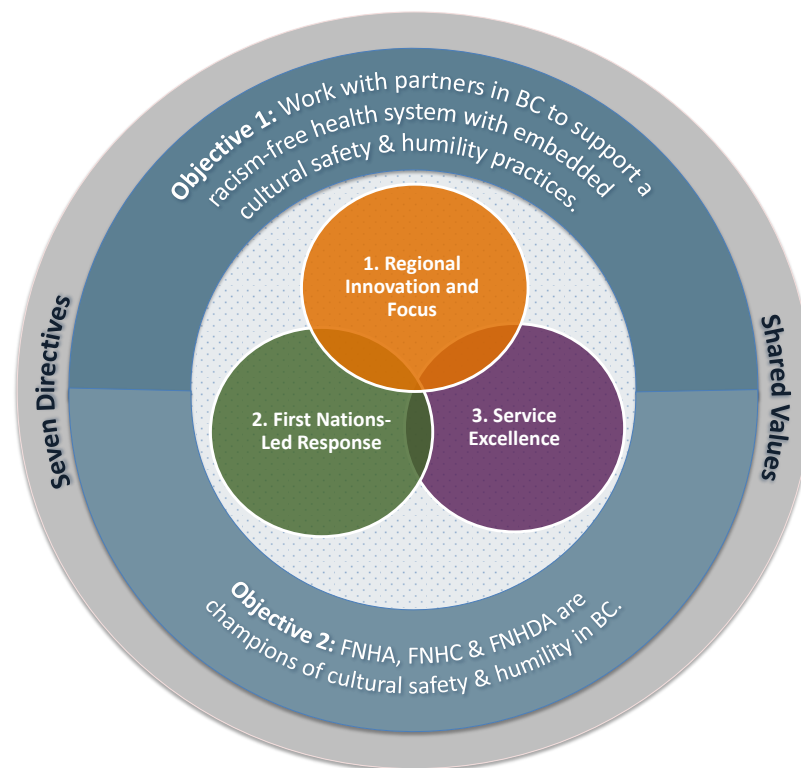 Objective 1: Work with partners in BC to support a
racism-free health system with embedded
cultural safety & humility practices.
Seven Directives
Shared Values
1. Regional
Innovation and
Focus
2. First Nations-
Led Response
3. Service
Excellence
Objective 2: FNHA, FNHC & FNHDA are
champions of cultural safety & humility in BC.